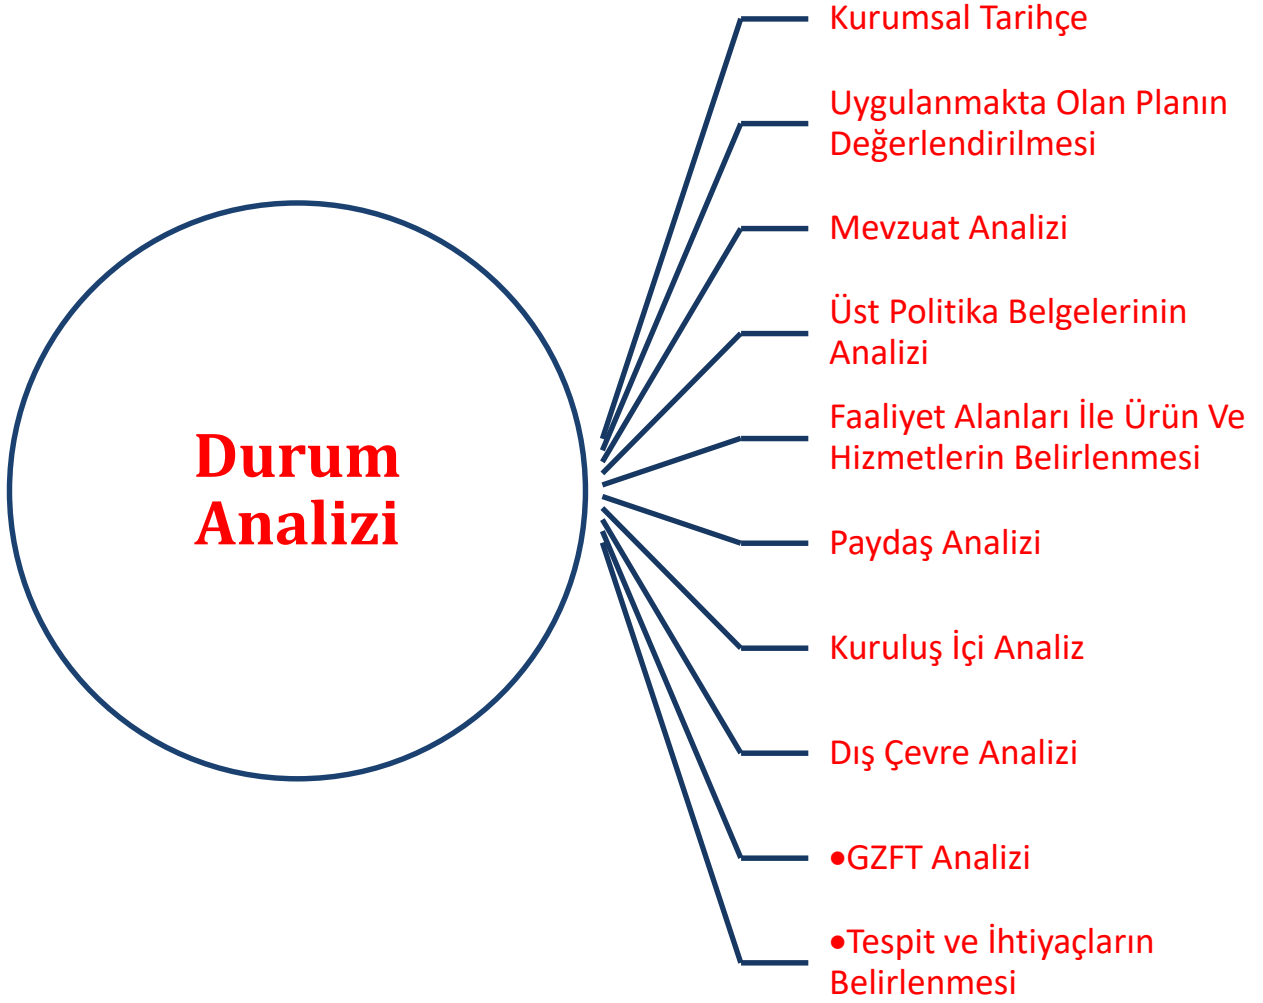 Kurumsal Tarihçe
Uygulanmakta Olan Planın
Değerlendirilmesi
Mevzuat Analizi
Üst Politika Belgelerinin
Analizi
Faaliyet Alanları İle Ürün Ve
Hizmetlerin Belirlenmesi
Durum
Analizi
Paydaş Analizi
Kuruluş İçi Analiz
Dış Çevre Analizi
•GZFT Analizi
•Tespit ve İhtiyaçların
Belirlenmesi